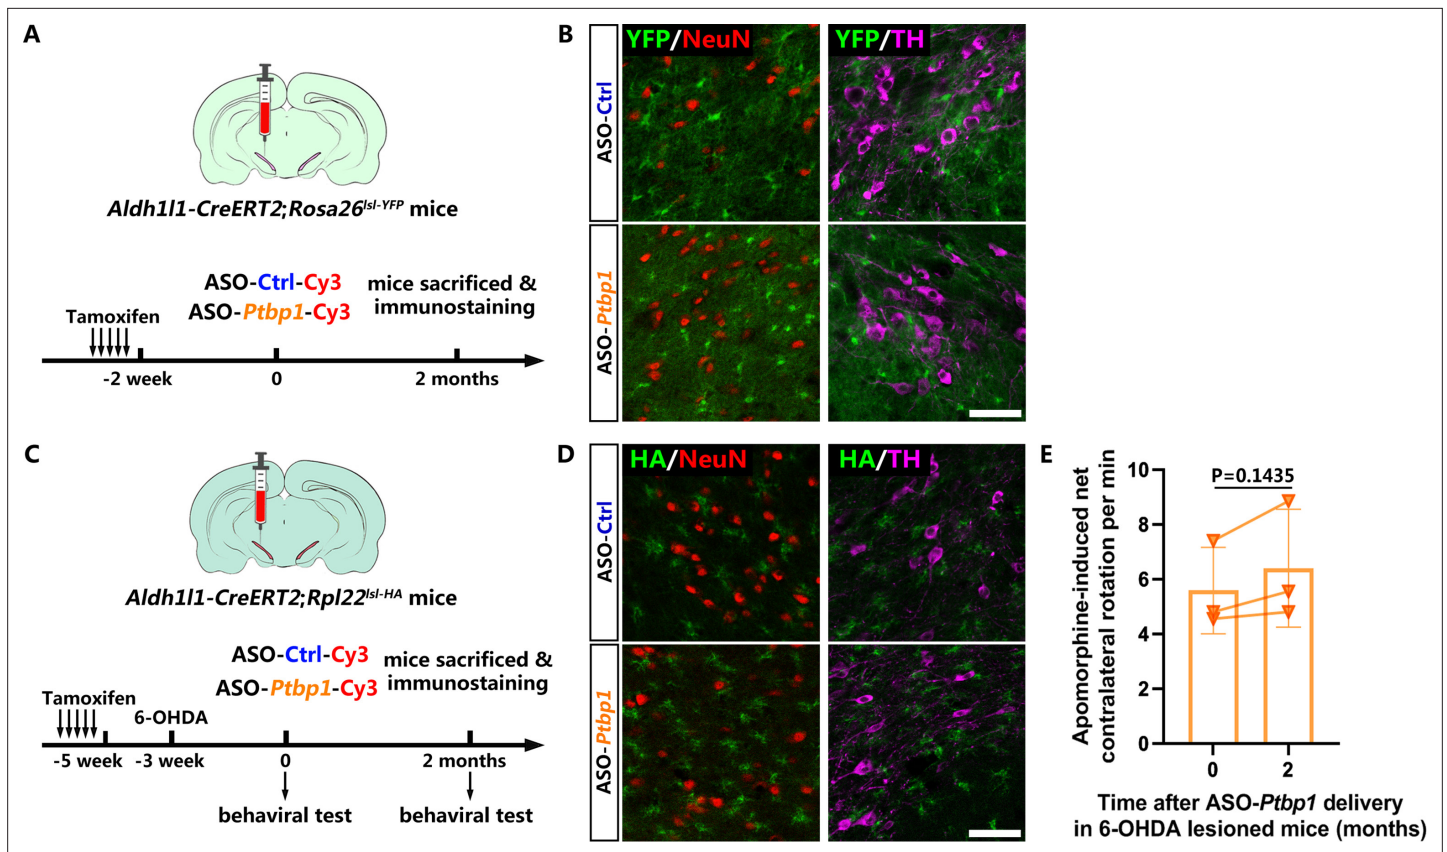 A
Aldh1l1-CreERT2;Rosa26lsl-YFP mice
ASO-Ctrl-Cy3
ASO-Ptbp1-Cy3
mice sacrificed &
immunostaining
Tamoxifen
-2 week
0
2 months
B
YFP/NeuN
YFP/TH
ASO-Ctrl
ASO-Ptbp1
C
Aldh1l1-CreERT2;Rpl22lsl-HA mice
ASO-Ctrl-Cy3
ASO-Ptbp1-Cy3
mice sacrificed &
immunostaining
Tamoxifen
6-OHDA
-5 week
-3 week
0
2 months
behaviral test
behaviral test
D
HA/NeuN
HA/TH
ASO-Ctrl
ASO-Ptbp1
E
Apomorphine-induced net
contralateral rotation per min
10
8
6
4
2
0
P=0.1435
0
2
Time after ASO-Ptbp1 delivery
in 6-OHDA lesioned mice (months)